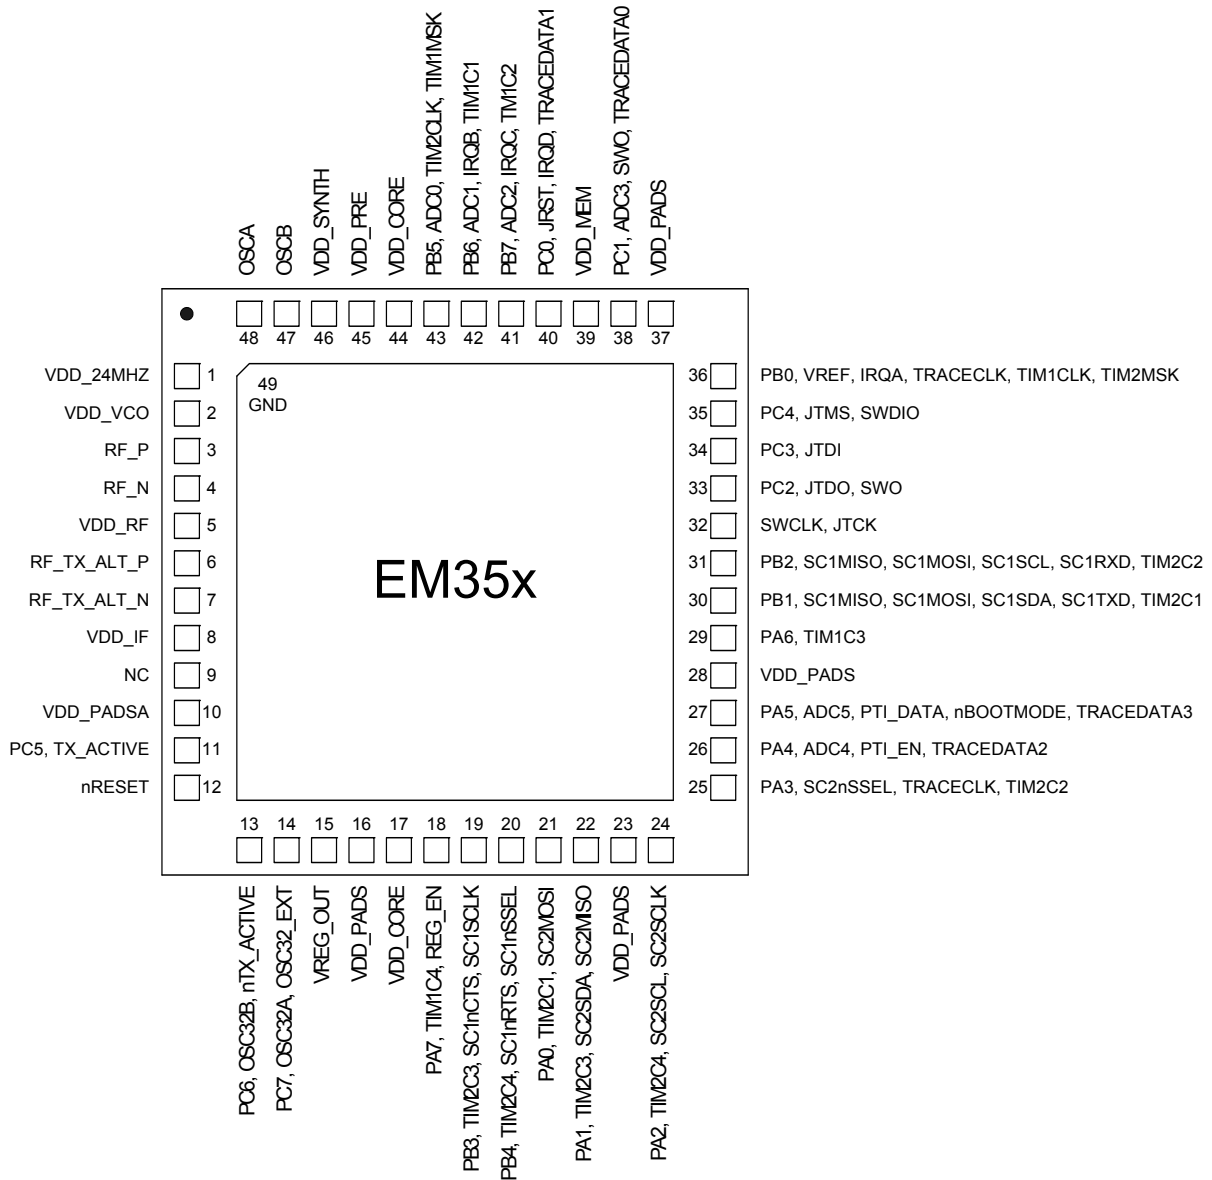 OSCA
OSCB
VDD_SYNTH
VDD_PRE
VDD_CORE
PB5, ADC0, TIM2CLK, TIM1MSK
PB6, ADC1, IRQB, TIM1C1
PB7, ADC2, IRQC, TM1C2
PC0, JRST, IRQD, TRACEDATA1
VDD_MEM
PC1, ADC3, SWO, TRACEDATA0
VDD_PADS
48 47 46 45 44 43 42 41 40 39 38 37
VDD_24MHZ 1
VDD_VCO 2
RF_P 3
RF_N 4
VDD_RF 5
RF_TX_ALT_P 6
RF_TX_ALT_N 7
VDD_IF 8
NC 9
VDD_PADSA 10
PC5, TX_ACTIVE 11
nRESET 12
49
GND
EM35x
36 PB0, VREF, IRQA, TRACECLK, TIM1CLK, TIM2MSK
35 PC4, JTMS, SWDIO
34 PC3, JTDI
33 PC2, JTDO, SWO
32 SWCLK, JTCK
31 PB2, SC1MISO, SC1MOSI, SC1SCL, SC1RXD, TIM2C2
30 PB1, SC1MISO, SC1MOSI, SC1SDA, SC1TXD, TIM2C1
29 PA6, TIM1C3
28 VDD_PADS
27 PA5, ADC5, PTI_DATA, nBOOTMODE, TRACEDATA3
26 PA4, ADC4, PTI_EN, TRACEDATA2
25 PA3, SC2nSSEL, TRACECLK, TIM2C2
13 14 15 16 17 18 19 20 21 22 23 24
PC6, OSC32B, nTX_ACTIVE
PC7, OSC32A, OSC32_EXT
VREG_OUT
VDD_PADS
VDD_CORE
PA7, TIM1C4, REG_EN
PB3, TIM2C3, SC1nCTS, SC1SCLK
PB4, TIM2C4, SC1nRTS, SC1nSSEL
PA0, TIM2C1, SC2MOSI
PA1, TIM2C3, SC2SDA, SC2MISO
VDD_PADS
PA2, TIM2C4, SC2SCL, SC2SCLK